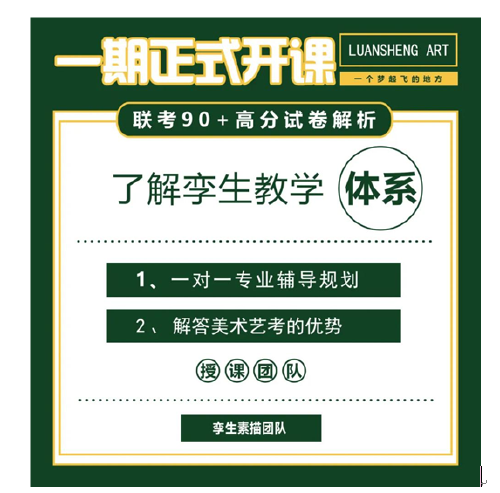 一期正式开课
LUANSHENG ART
一个梦起飞的地方
联考90+高分试卷解析
了解孪生教学 体系
1、一对一专业辅导规划
2、解答美术艺考的优势
授课团队
孪生素描团队